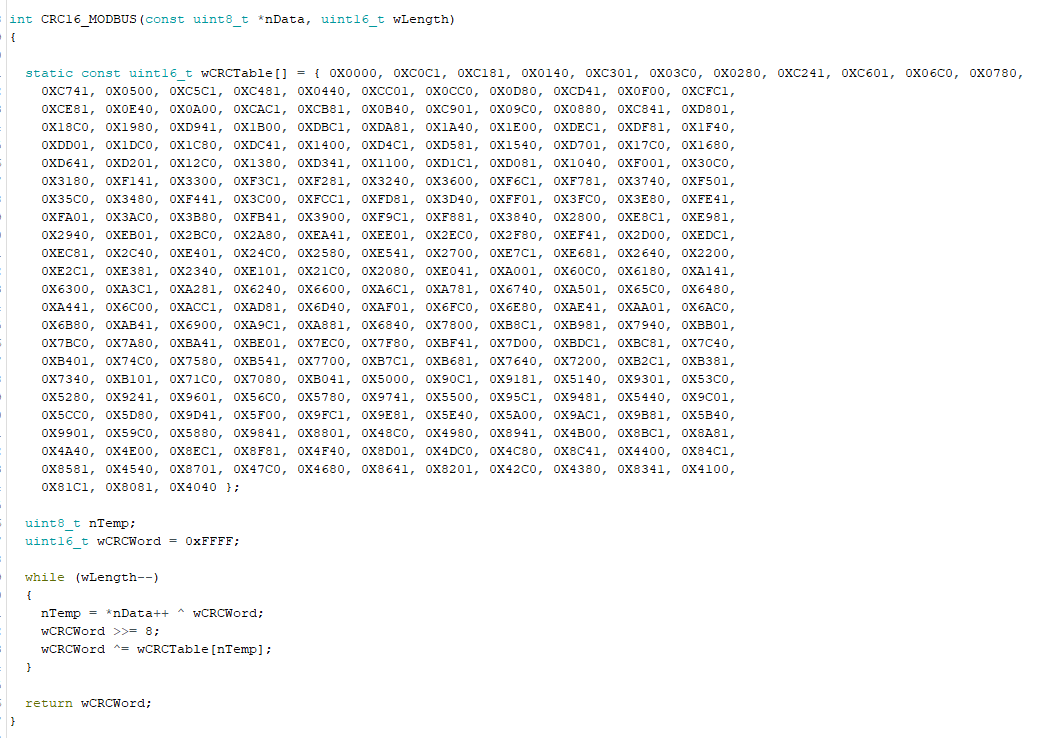 int CRC16_MODBUS(const uint8_t *nData, uint16_t wLength)
{
static const uint16_t wCRCTable[] = { 0X0000, 0XC0C1, 0XC181, 0X0140, 0XC301, 0X03C0, 0X0280, 0XC241, 0XC601, 0X06C0, 0X0780,
0XC741, 0X0500, 0XC5C1, 0XC481, 0X0440, 0XCC01, 0X0CC0, 0X0D80, 0XCD41, 0X0F00, 0XCFC1,
0XCE81, 0X0E40, 0X0A00, 0XCAC1, 0XCB81, 0X0B40, 0XC901, 0X09C0, 0X0880, 0XC841, 0XD801,
0X18C0, 0X1980, 0XD941, 0X1B00, 0XDBC1, 0XDA81, 0X1A40, 0X1E00, 0XDEC1, 0XDF81, 0X1F40,
0XDD01, 0X1DC0, 0X1C80, 0XDC41, 0X1400, 0XD4C1, 0XD581, 0X1540, 0XD701, 0X17C0, 0X1680,
0XD641, 0XD201, 0X12C0, 0X1380, 0XD341, 0X1100, 0XD1C1, 0XD081, 0X1040, 0XF001, 0X30C0,
0X3180, 0XF141, 0X3300, 0XF3C1, 0XF281, 0X3240, 0X3600, 0XF6C1, 0XF781, 0X3740, 0XF501,
0X35C0, 0X3480, 0XF441, 0X3C00, 0XFCC1, 0XFD81, 0X3D40, 0XFF01, 0X3FC0, 0X3E80, 0XFE41,
0XFA01, 0X3AC0, 0X3B80, 0XFB41, 0X3900, 0XF9C1, 0XF881, 0X3840, 0X2800, 0XE8C1, 0XE981,
0X2940, 0XEB01, 0X2BC0, 0X2A80, 0XEA41, 0XEE01, 0X2EC0, 0X2F80, 0XEF41, 0X2D00, 0XEDC1,
0XEC81, 0X2C40, 0XE401, 0X24C0, 0X2580, 0XE541, 0X2700, 0XE7C1, 0XE681, 0X2640, 0X2200,
0XE2C1, 0XE381, 0X2340, 0XE101, 0X21C0, 0X2080, 0XE041, 0XA001, 0X60C0, 0X6180, 0XA141,
0X6300, 0XA3C1, 0XA281, 0X6240, 0X6600, 0XA6C1, 0XA781, 0X6740, 0XA501, 0X65C0, 0X6480,
0XA441, 0X6C00, 0XACC1, 0XAD81, 0X6D40, 0XAF01, 0X6FC0, 0X6E80, 0XAE41, 0XAA01, 0X6AC0,
0X6B80, 0XAB41, 0X6900, 0XA9C1, 0XA881, 0X6840, 0X7800, 0XB8C1, 0XB981, 0X7940, 0XBB01,
0X7BC0, 0X7A80, 0XBA41, 0XBE01, 0X7EC0, 0X7F80, 0XBF41, 0X7D00, 0XBDC1, 0XBC81, 0X7C40,
0XB401, 0X74C0, 0X7580, 0XB541, 0X7700, 0XB7C1, 0XB681, 0X7640, 0X7200, 0XB2C1, 0XB381,
0X7340, 0XB101, 0X71C0, 0X7080, 0XB041, 0X5000, 0X90C1, 0X9181, 0X5140, 0X9301, 0X53C0,
0X5280, 0X9241, 0X9601, 0X56C0, 0X5780, 0X9741, 0X5500, 0X95C1, 0X9481, 0X5440, 0X9C01,
0X5CC0, 0X5D80, 0X9D41, 0X5F00, 0X9FC1, 0X9E81, 0X5E40, 0X5A00, 0X9AC1, 0X9B81, 0X5B40,
0X9901, 0X59C0, 0X5880, 0X9841, 0X8801, 0X48C0, 0X4980, 0X8941, 0X4B00, 0X8BC1, 0X8A81,
0X4A40, 0X4E00, 0X8EC1, 0X8F81, 0X4F40, 0X8D01, 0X4DC0, 0X4C80, 0X8C41, 0X4400, 0X84C1,
0X8581, 0X4540, 0X8701, 0X47C0, 0X4680, 0X8641, 0X8201, 0X42C0, 0X4380, 0X8341, 0X4100,
0X81C1, 0X8081, 0X4040 };
uint8_t nTemp;
uint16_t wCRCWord = 0xFFFF;
while (wLength--)
{
nTemp = *nData++ ^ wCRCWord;
wCRCWord >>= 8;
wCRCWord ^= wCRCTable[nTemp];
}
return wCRCWord;
}